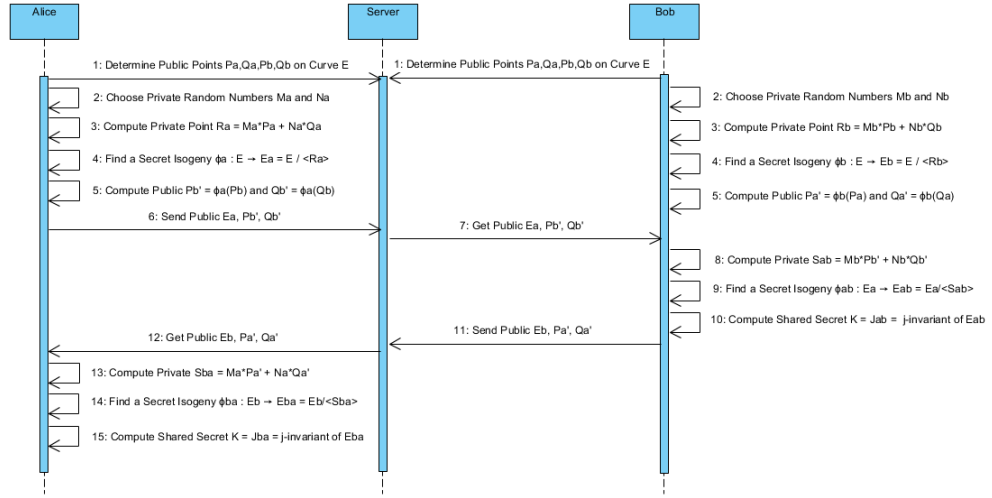 Alice
Server
Bob
1: Determine Public Points Pa,Qa,Pb,Qb on Curve E
1: Determine Public Points Pa,Qa,Pb,Qb on Curve E
2: Choose Private Random Numbers Ma and Na
2: Choose Private Random Numbers Mb and Nb
3: Compute Private Point Ra = Ma*Pa + Na*Qa
3: Compute Private Point Rb = Mb*Pb + Nb*Qb
4: Find a Secret Isogeny ϕa : E → Ea = E / <Ra>
4: Find a Secret Isogeny ϕb : E → Eb = E / <Rb>
5: Compute Public Pb' = ϕa(Pb) and Qb' = ϕa(Qb)
5: Compute Public Pa' = ϕb(Pa) and Qa' = ϕb(Qa)
6: Send Public Ea, Pb', Qb'
7: Get Public Ea, Pb', Qb'
8: Compute Private Sab = Mb*Pb' + Nb*Qb'
9: Find a Secret Isogeny ϕab : Ea → Eab = Ea/<Sab>
10: Compute Shared Secret K = Jab = j-invariant of Eab
11: Send Public Eb, Pa', Qa'
12: Get Public Eb, Pa', Qa'
13: Compute Private Sba = Ma*Pa' + Na*Qa'
14: Find a Secret Isogeny ϕba : Eb → Eba = Eb/<Sba>
15: Compute Shared Secret K = Jba = j-invariant of Eba